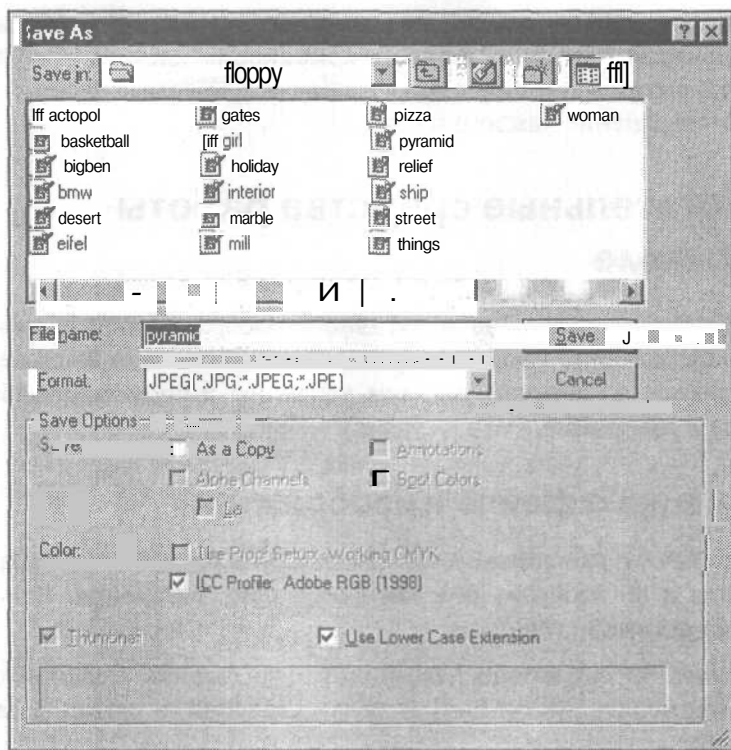 Save As
Save in: floppy ffl]
lff actopol gates pizza woman
basketball [iff girl pyramid
bigben holiday relief
bmw interior ship
desert marble street
eifel mill things
- И | .
File name: pyramid Save J
Format: JPEG(*.JPG;*.JPEG;*.JPE) Cancel
Save Options
As a Copy Annotations
Alpha Channels Spot Colors
Color: Use Proof Setup: Working CMYK
ICC Profile: Adobe RGB (1998)
Thumbnail Use Lower Case Extension